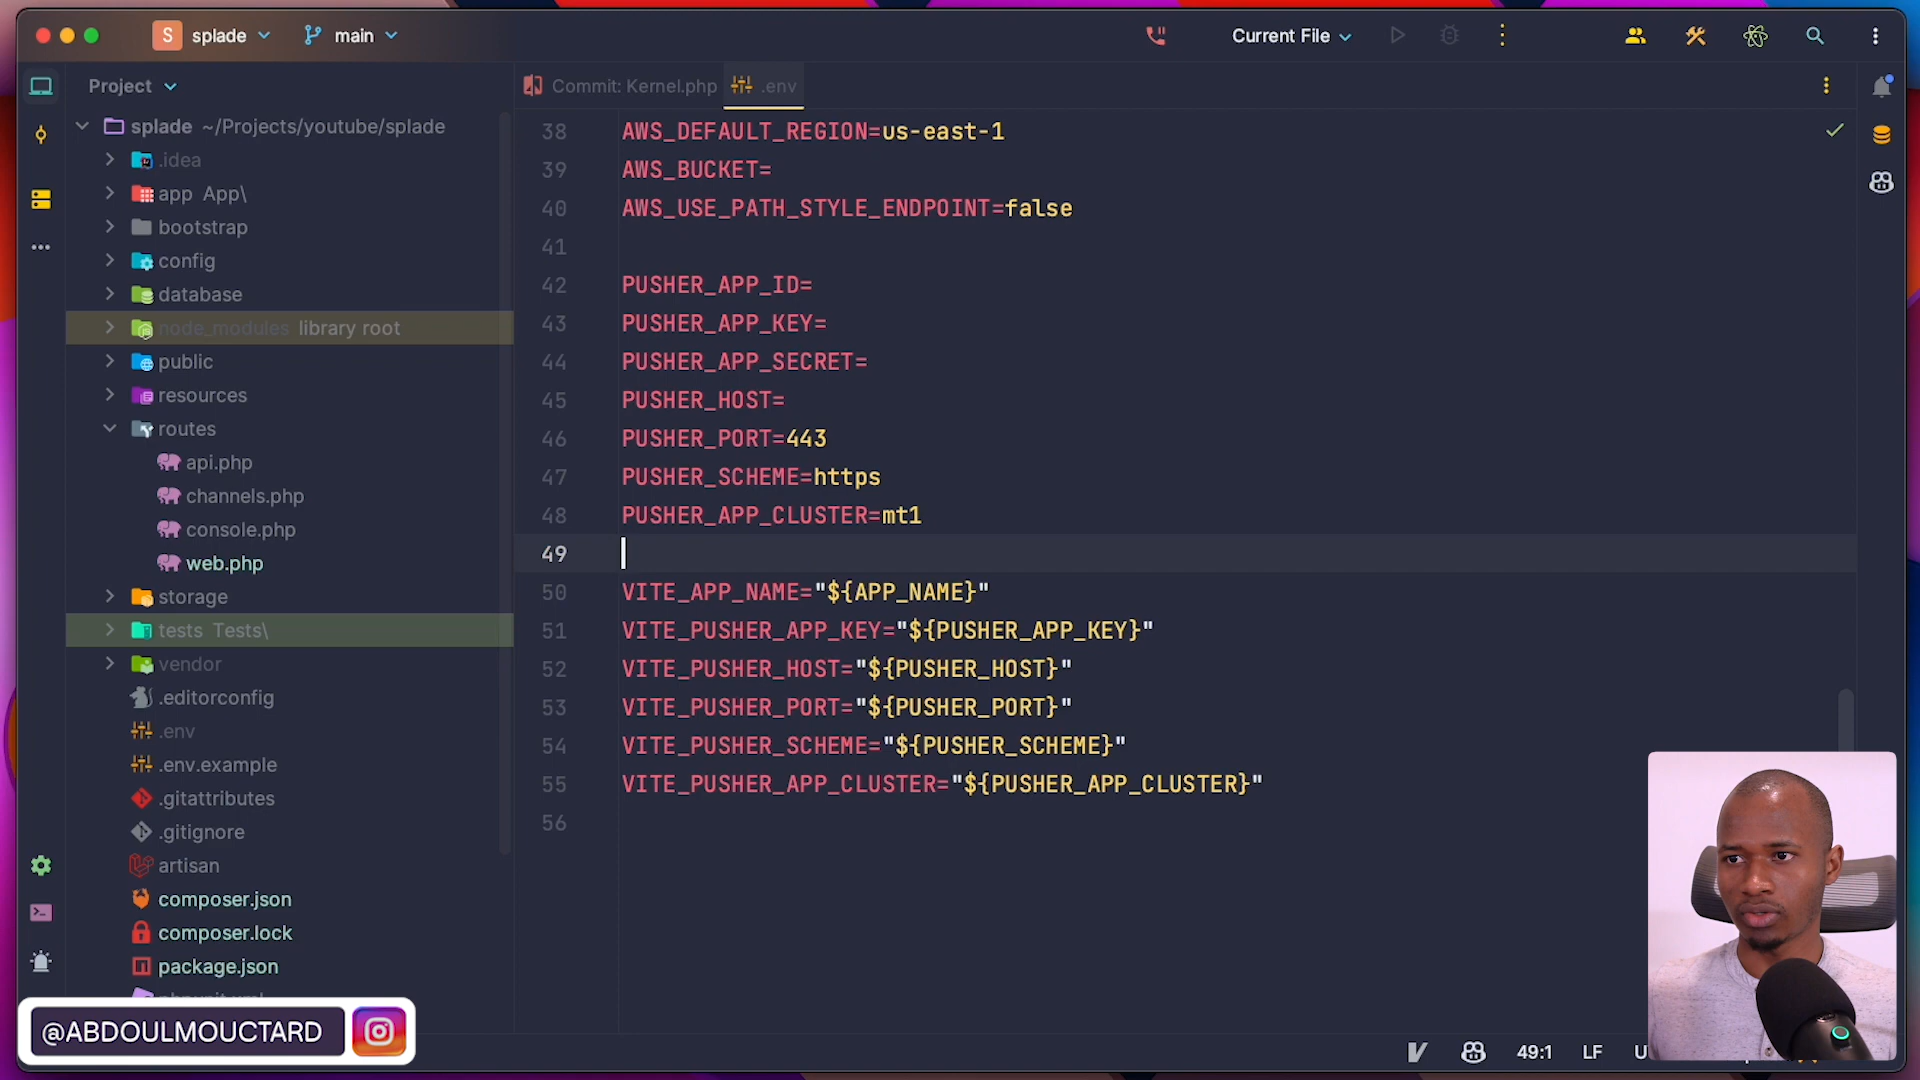 S splade main Current File
Project
Commit: Kernel.php .env
splade ~/Projects/youtube/splade
.idea
app App\
bootstrap
config
database
node_modules library root
public
resources
routes
api.php
channels.php
console.php
web.php
storage
tests Tests\
vendor
.editorconfig
.env
.env.example
.gitattributes
.gitignore
artisan
composer.json
composer.lock
package.json
38 AWS_DEFAULT_REGION=us-east-1
39 AWS_BUCKET=
40 AWS_USE_PATH_STYLE_ENDPOINT=false
41
42 PUSHER_APP_ID=
43 PUSHER_APP_KEY=
44 PUSHER_APP_SECRET=
45 PUSHER_HOST=
46 PUSHER_PORT=443
47 PUSHER_SCHEME=https
48 PUSHER_APP_CLUSTER=mt1
49
50 VITE_APP_NAME="${APP_NAME}"
51 VITE_PUSHER_APP_KEY="${PUSHER_APP_KEY}"
52 VITE_PUSHER_HOST="${PUSHER_HOST}"
53 VITE_PUSHER_PORT="${PUSHER_PORT}"
54 VITE_PUSHER_SCHEME="${PUSHER_SCHEME}"
55 VITE_PUSHER_APP_CLUSTER="${PUSHER_APP_CLUSTER}"
56
@ABDOULMOUCTARD
49:1 LF